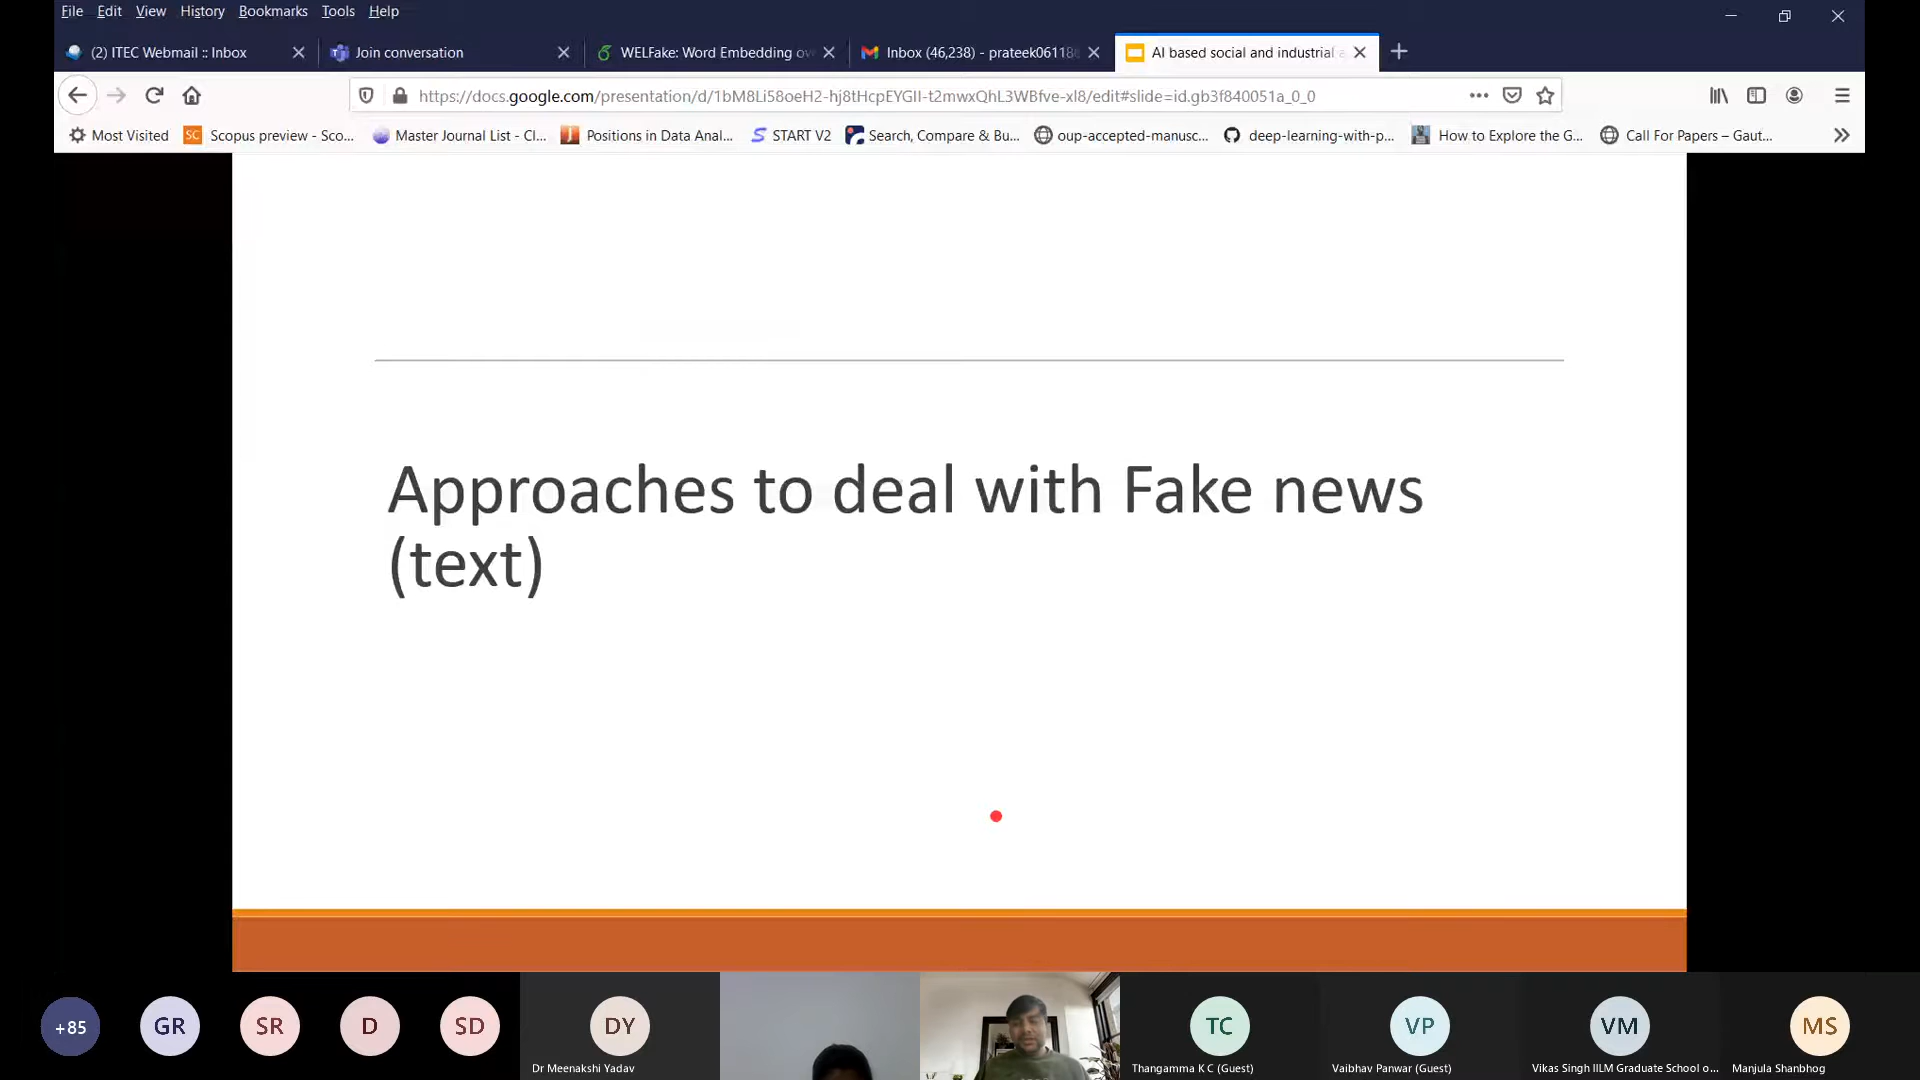 File Edit View History Bookmarks Tools Help
(2) ITEC Webmail :: Inbox
Join conversation
WELFake: Word Embedding ov
Inbox (46,238) - prateek06118
AI based social and industrial a
https://docs.google.com/presentation/d/1bM8Li58oeH2-hj8tHcpEYGII-t2mwxQhL3WBfve-xl8/edit#slide=id.gb3f840051a_0_0
Most Visited
SC Scopus preview - Sco...
Master Journal List - Cl...
Positions in Data Anal...
START V2
Search, Compare & Bu...
oup-accepted-manusc...
deep-learning-with-p...
How to Explore the G...
Call For Papers – Gaut...
Approaches to deal with Fake news
(text)
+85 GR SR D SD DY TC VP VM MS
Dr Meenakshi Yadav
Thangamma K C (Guest)
Vaibhav Panwar (Guest)
Vikas Singh IILM Graduate School o...
Manjula Shanbhog